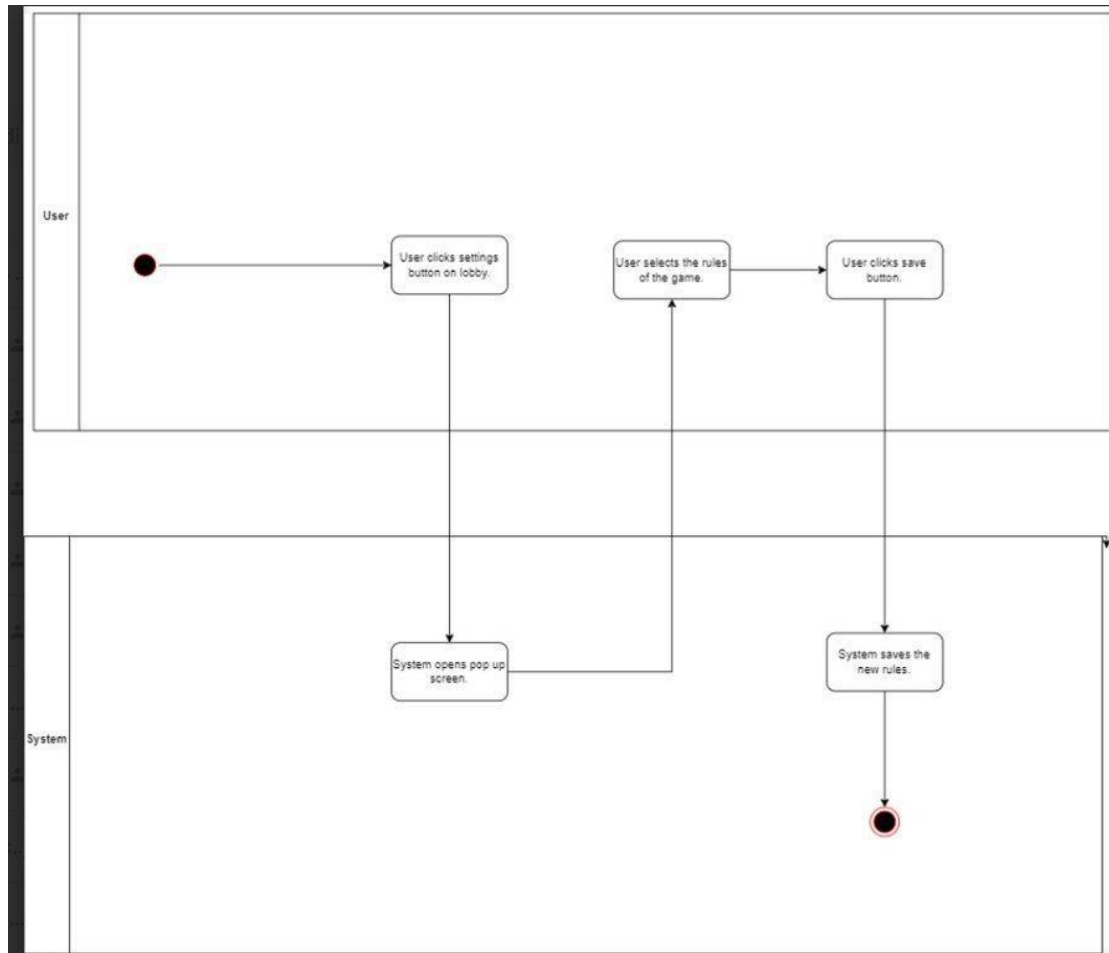 User
User clicks settings
button on lobby.
User selects the rules
of the game.
User clicks save
button.
System
System opens pop up
screen.
System saves the
new rules.